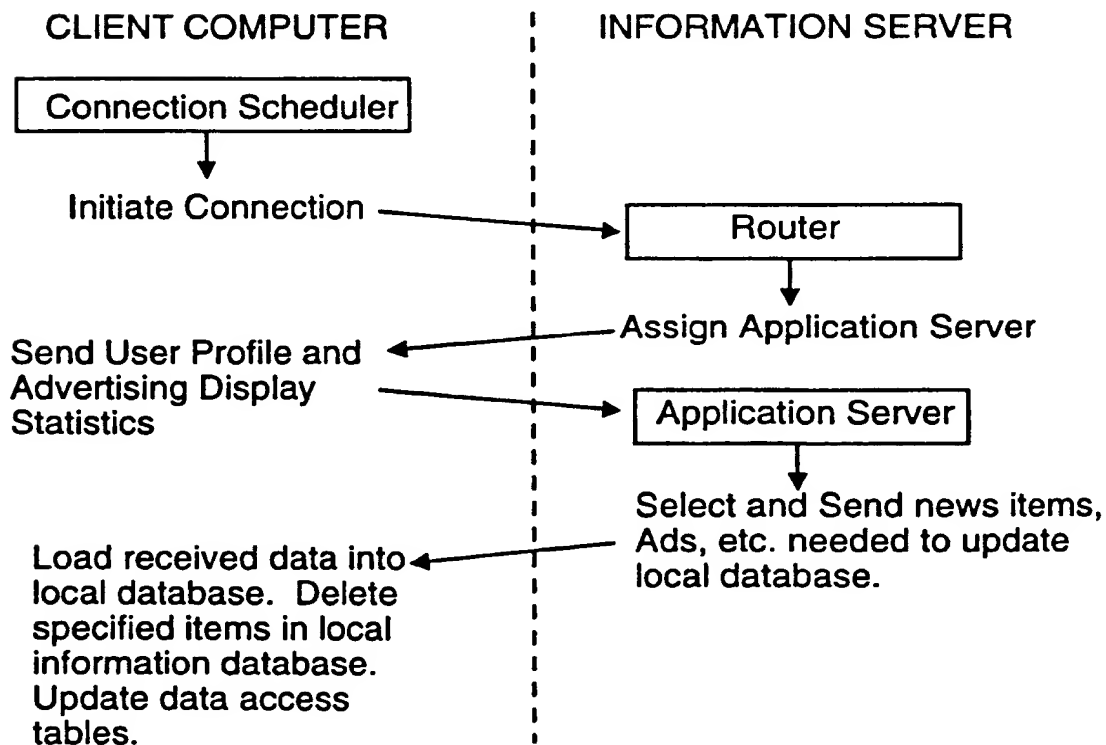 CLIENT COMPUTER
INFORMATION SERVER
Connection Scheduler
Initiate Connection
Router
Assign Application Server
Send User Profile and
Advertising Display
Statistics
Application Server
Select and Send news items,
Ads, etc. needed to update
local database.
Load received data into
local database. Delete
specified items in local
information database.
Update data access
tables.